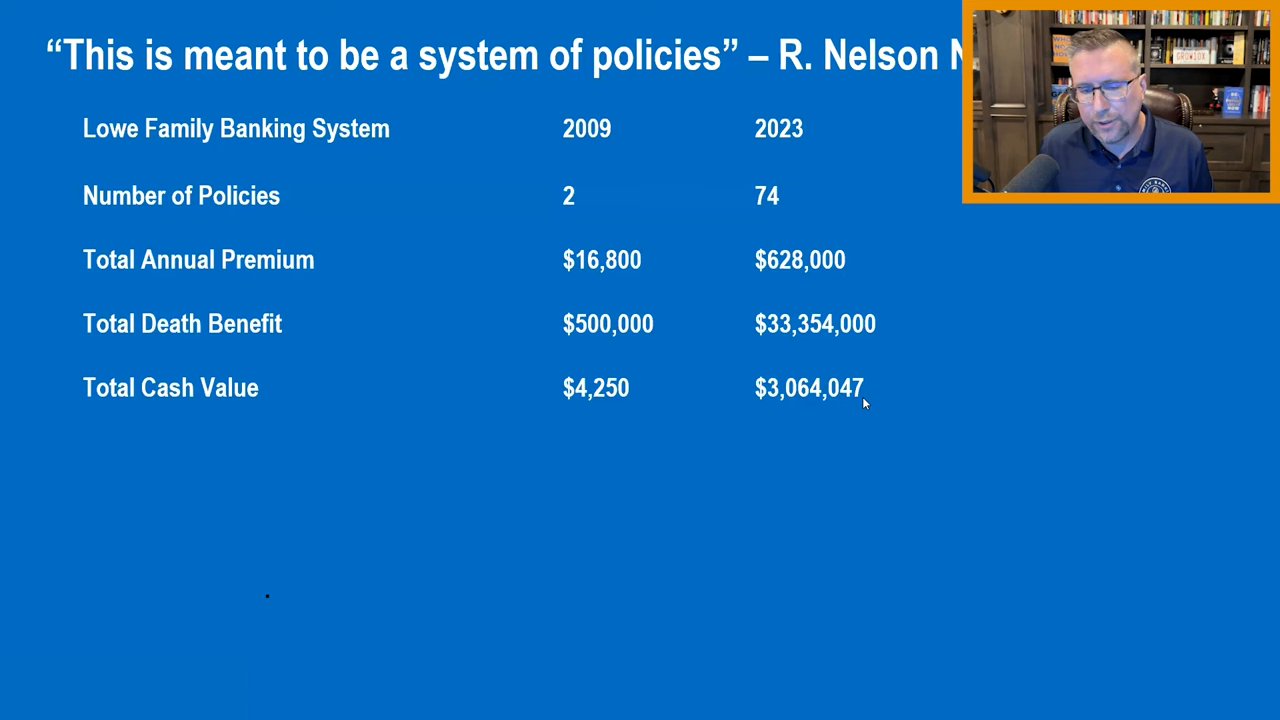 “This is meant to be a system of policies” – R. Nelson N
Lowe Family Banking System 2009 2023
Number of Policies 2 74
Total Annual Premium $16,800 $628,000
Total Death Benefit $500,000 $33,354,000
Total Cash Value $4,250 $3,064,047